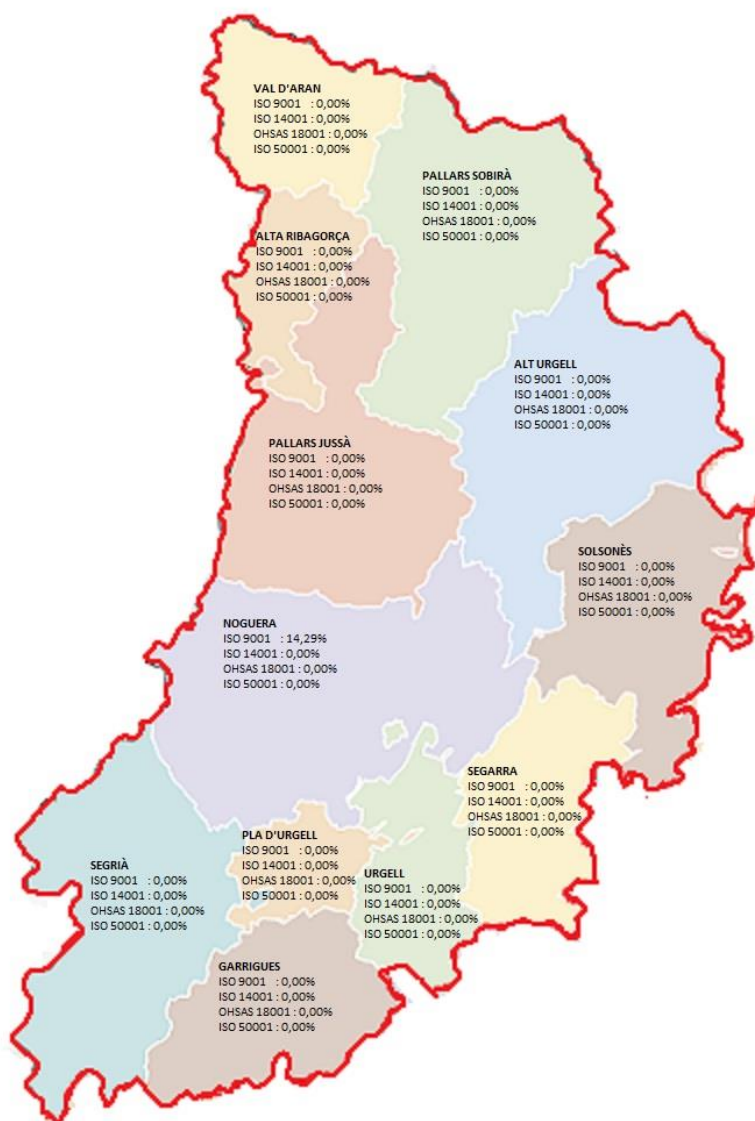 VAL D'ARAN
ISO 9001 : 0,00%
ISO 14001 : 0,00%
OHSAS 18001 : 0,00%
ISO 50001 : 0,00%
PALLARS SOBIRÀ
ISO 9001 : 0,00%
ISO 14001 : 0,00%
OHSAS 18001 : 0,00%
ISO 50001 : 0,00%
ALTA RIBAGORÇA
ISO 9001 : 0,00%
ISO 14001 : 0,00%
OHSAS 18001 : 0,00%
ISO 50001 : 0,00%
ALT URGELL
ISO 9001 : 0,00%
ISO 14001 : 0,00%
OHSAS 18001 : 0,00%
ISO 50001 : 0,00%
PALLARS JUSSÀ
ISO 9001 : 0,00%
ISO 14001 : 0,00%
OHSAS 18001 : 0,00%
ISO 50001 : 0,00%
SOLSONÈS
ISO 9001 : 0,00%
ISO 14001 : 0,00%
OHSAS 18001 : 0,00%
ISO 50001 : 0,00%
NOGUERA
ISO 9001 : 14,29%
ISO 14001 : 0,00%
OHSAS 18001 : 0,00%
ISO 50001 : 0,00%
SEGARRA
ISO 9001 : 0,00%
ISO 14001 : 0,00%
OHSAS 18001 : 0,00%
ISO 50001 : 0,00%
PLA D'URGELL
ISO 9001 : 0,00%
ISO 14001 : 0,00%
OHSAS 18001 : 0,00%
ISO 50001 : 0,00%
SEGRIÀ
ISO 9001 : 0,00%
ISO 14001 : 0,00%
OHSAS 18001 : 0,00%
ISO 50001 : 0,00%
URGELL
ISO 9001 : 0,00%
ISO 14001 : 0,00%
OHSAS 18001 : 0,00%
ISO 50001 : 0,00%
GARRIGUES
ISO 9001 : 0,00%
ISO 14001 : 0,00%
OHSAS 18001 : 0,00%
ISO 50001 : 0,00%